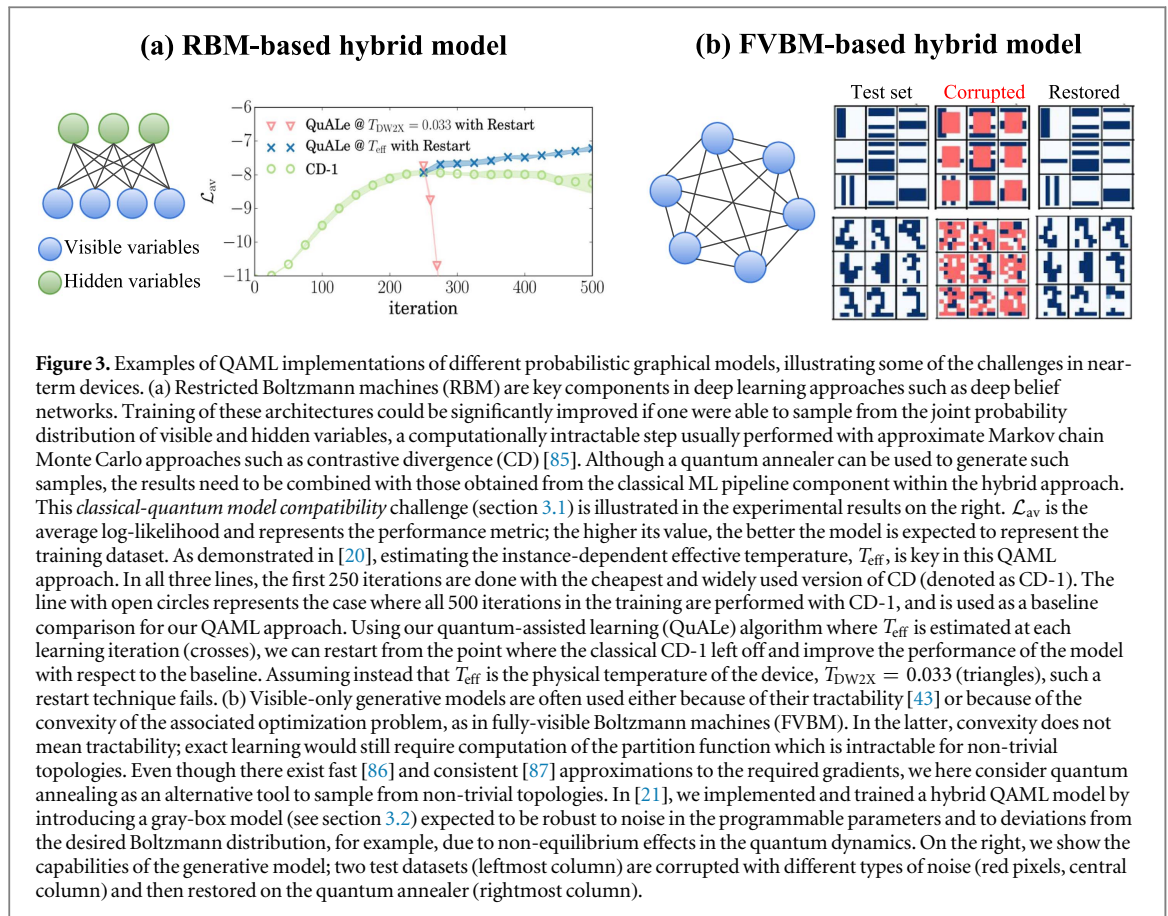 (a) RBM-based hybrid model
(b) FVBM-based hybrid model
Visible variables
Hidden variables
−6
−7
−8
−9
−10
−11
0
100
200
300
400
500
iteration
ℒav
QuALe @ TDW2X = 0.033 with Restart
QuALe @ Teff with Restart
CD-1
Test set
Corrupted
Restored
Figure 3. Examples of QAML implementations of different probabilistic graphical models, illustrating some of the challenges in near-
term devices. (a) Restricted Boltzmann machines (RBM) are key components in deep learning approaches such as deep belief
networks. Training of these architectures could be significantly improved if one were able to sample from the joint probability
distribution of visible and hidden variables, a computationally intractable step usually performed with approximate Markov chain
Monte Carlo approaches such as contrastive divergence (CD) [85]. Although a quantum annealer can be used to generate such
samples, the results need to be combined with those obtained from the classical ML pipeline component within the hybrid approach.
This classical-quantum model compatibility challenge (section 3.1) is illustrated in the experimental results on the right. ℒav is the
average log-likelihood and represents the performance metric; the higher its value, the better the model is expected to represent the
training dataset. As demonstrated in [20], estimating the instance-dependent effective temperature, Teff, is key in this QAML
approach. In all three lines, the first 250 iterations are done with the cheapest and widely used version of CD (denoted as CD-1). The
line with open circles represents the case where all 500 iterations in the training are performed with CD-1, and is used as a baseline
comparison for our QAML approach. Using our quantum-assisted learning (QuALe) algorithm where Teff is estimated at each
learning iteration (crosses), we can restart from the point where the classical CD-1 left off and improve the performance of the model
with respect to the baseline. Assuming instead that Teff is the physical temperature of the device, TDW2X = 0.033 (triangles), such a
restart technique fails. (b) Visible-only generative models are often used either because of their tractability [43] or because of the
convexity of the associated optimization problem, as in fully-visible Boltzmann machines (FVBM). In the latter, convexity does not
mean tractability; exact learning would still require computation of the partition function which is intractable for non-trivial
topologies. Even though there exist fast [86] and consistent [87] approximations to the required gradients, we here consider quantum
annealing as an alternative tool to sample from non-trivial topologies. In [21], we implemented and trained a hybrid QAML model by
introducing a gray-box model (see section 3.2) expected to be robust to noise in the programmable parameters and to deviations from
the desired Boltzmann distribution, for example, due to non-equilibrium effects in the quantum dynamics. On the right, we show the
capabilities of the generative model; two test datasets (leftmost column) are corrupted with different types of noise (red pixels, central
column) and then restored on the quantum annealer (rightmost column).